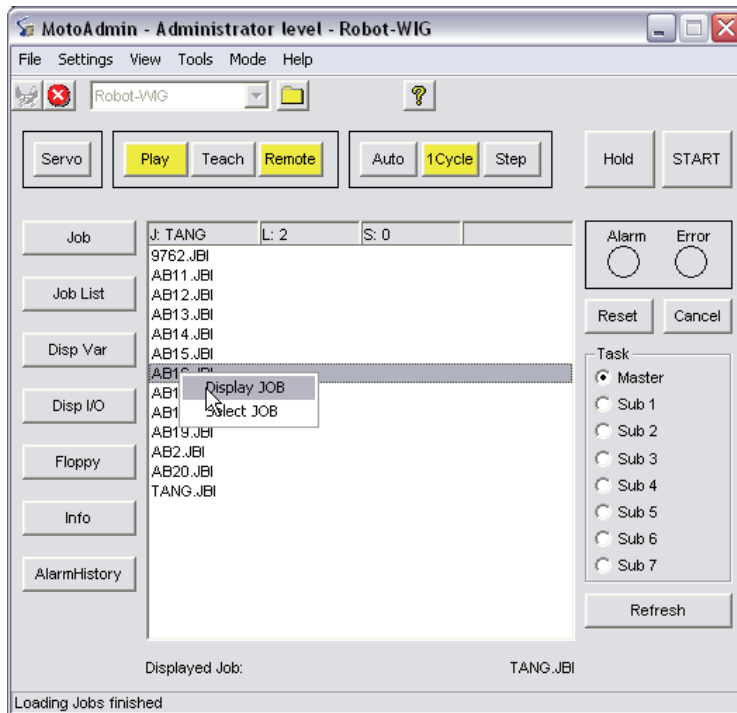 MotoAdmin - Administrator level - Robot-WIG
File Settings View Tools Mode Help
Robot-WIG
Servo Play Teach Remote Auto 1Cycle Step Hold START
Job
Job List
Disp Var
Disp I/O
Floppy
Info
AlarmHistory
J: TANG L: 2 S: 0
9762.JBI
AB11.JBI
AB12.JBI
AB13.JBI
AB14.JBI
AB15.JBI
AB1
AB1
AB1
AB19.JBI
AB2.JBI
AB20.JBI
TANG.JBI
Display JOB
Select JOB
Alarm Error
Reset Cancel
Task
Master
Sub 1
Sub 2
Sub 3
Sub 4
Sub 5
Sub 6
Sub 7
Refresh
Displayed Job: TANG.JBI
Loading Jobs finished